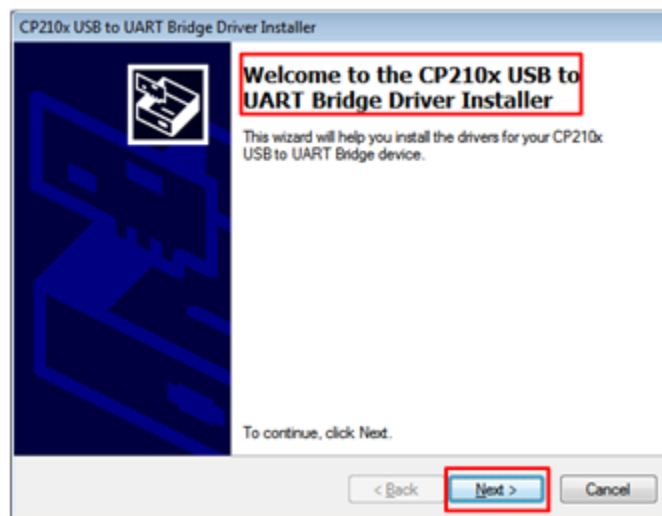 CP210x USB to UART Bridge Driver Installer
Welcome to the CP210x USB to
UART Bridge Driver Installer
This wizard will help you install the drivers for your CP210x
USB to UART Bridge device.
To continue, click Next.
< Back
Next >
Cancel